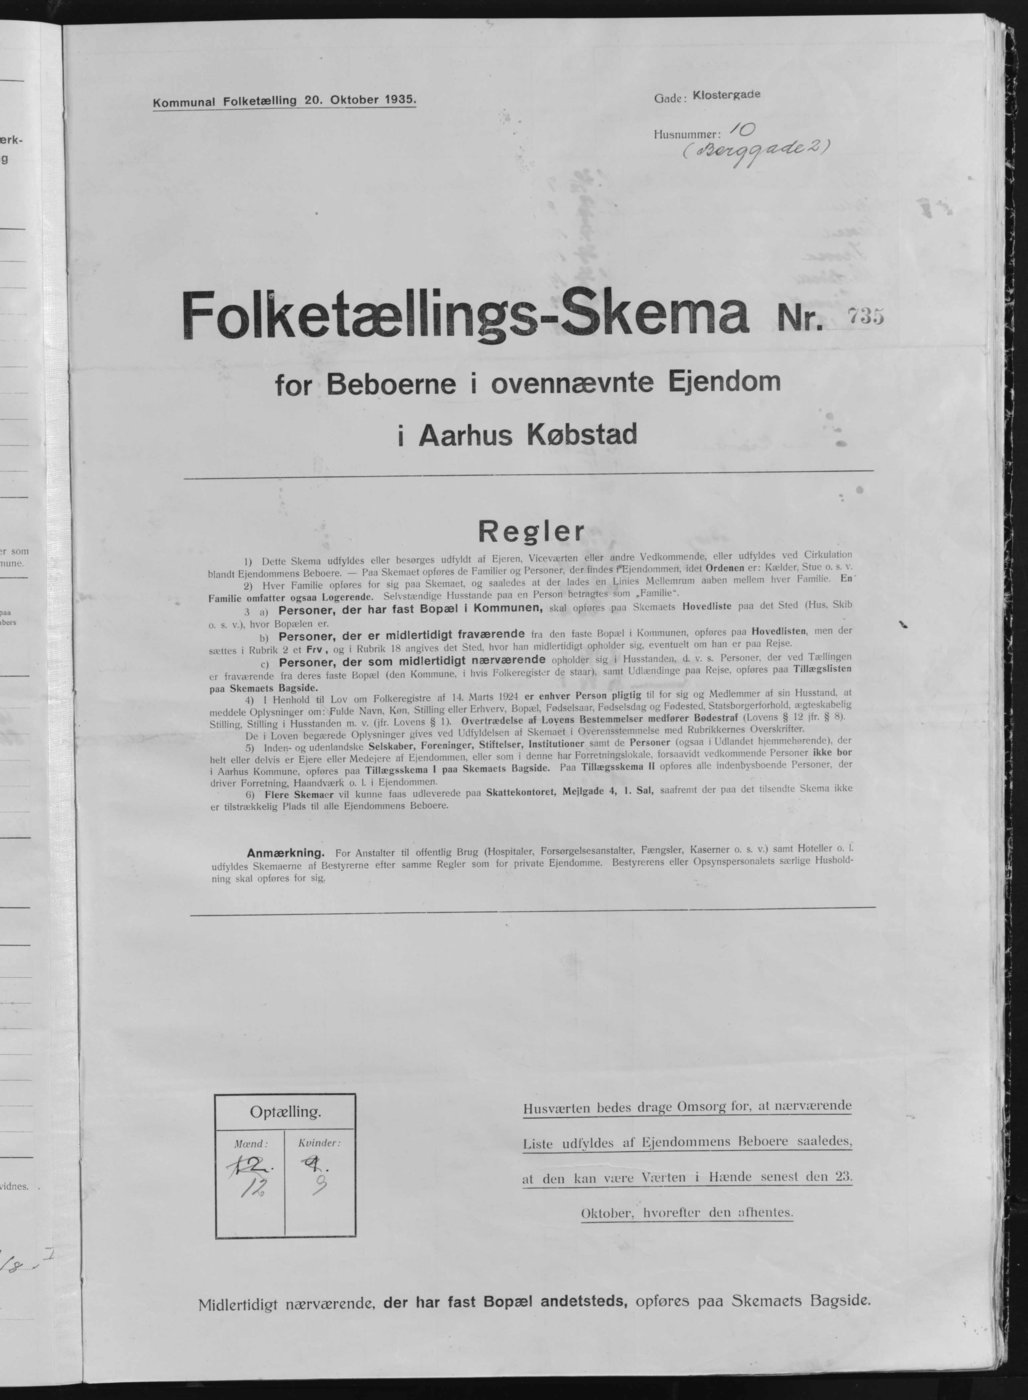 Kommunal Folketælling 20. Oktober 1935.
Gade: Klostergade
Husnummer: 10
(Borggade 2)
Folketællings-Skema Nr. 735
for Beboerne i ovennævnte Ejendom
i Aarhus Købstad
Regler
1) Dette Skema udfyldes eller besørges udfyldt af Ejeren, Viceværten eller andre Vedkommende, eller udfyldes ved Cirkulation
blandt Ejendommens Beboere. — Paa Skemaet opføres de Familier og Personer, der findes i Ejendommen, idet Ordenen er: Kælder, Stue o. s. v.
2) Hver Familie opføres for sig paa Skemaet, og saaledes at der lades en Linies Mellemrum aaben mellem hver Familie. En
Familie omfatter ogsaa Logerende. Selvstændige Husstande paa en Person betragtes som „Familie“.
3 a) Personer, der har fast Bopæl i Kommunen, skal opføres paa Skemaets Hovedliste paa det Sted (Hus, Skib
o. s. v.), hvor Bopælen er.
b) Personer, der er midlertidigt fraværende fra den faste Bopæl i Kommunen, opføres paa Hovedlisten, men der
sættes i Rubrik 2 et Frv, og i Rubrik 18 angives det Sted, hvor han midlertidigt opholder sig, eventuelt om han er paa Rejse.
c) Personer, der som midlertidigt nærværende opholder sig i Husstanden, d. v. s. Personer, der ved Tællingen
er fraværende fra deres faste Bopæl (den Kommune, i hvis Folkeregister de staar), samt Udlændinge paa Rejse, opføres paa Tillægslisten
paa Skemaets Bagside.
4) I Henhold til Lov om Folkeregistre af 14. Marts 1924 er enhver Person pligtig til for sig og Medlemmer af sin Husstand, at
meddele Oplysninger om: Fulde Navn, Køn, Stilling eller Erhverv, Bopæl, Fødselsaar, Fødselsdag og Fødested, Statsborgerforhold, ægteskabelig
Stilling, Stilling i Husstanden m. v. (jfr. Lovens § 1). Overtrædelse af Lovens Bestemmelser medfører Bødestraf (Lovens § 12 jfr. § 8).
De i Loven begærede Oplysninger gives ved Udfyldelsen af Skemaet i Overensstemmelse med Rubrikkernes Overskrifter.
5) Inden- og udenlandske Selskaber, Foreninger, Stiftelser, Institutioner samt de Personer (ogsaa i Udlandet hjemmehørende), der
helt eller delvis er Ejere eller Medejere af Ejendommen, eller som i denne har Forretningslokale, forsaavidt vedkommende Personer ikke bor
i Aarhus Kommune, opføres paa Tillægsskema I paa Skemaets Bagside. Paa Tillægsskema II opføres alle indenbysboende Personer, der
driver Forretning, Haandværk o. l. i Ejendommen.
6) Flere Skemaer vil kunne faas udleverede paa Skattekontoret, Mejlgade 4, 1. Sal, saafremt der paa det tilsendte Skema ikke
er tilstrækkelig Plads til alle Ejendommens Beboere.
Anmærkning. For Anstalter til offentlig Brug (Hospitaler, Forsørgelsesanstalter, Fængsler, Kaserner o. s. v.) samt Hoteller o. l.
udfyldes Skemaerne af Bestyrerne efter samme Regler som for private Ejendomme. Bestyrerens eller Opsynspersonalets særlige Hushold-
ning skal opføres for sig.
Optælling.
Mænd: Kvinder:
12. 9.
12 9
Husværten bedes drage Omsorg for, at nærværende
Liste udfyldes af Ejendommens Beboere saaledes,
at den kan være Værten i Hænde senest den 23.
Oktober, hvorefter den afhentes.
Midlertidigt nærværende, der har fast Bopæl andetsteds, opføres paa Skemaets Bagside.